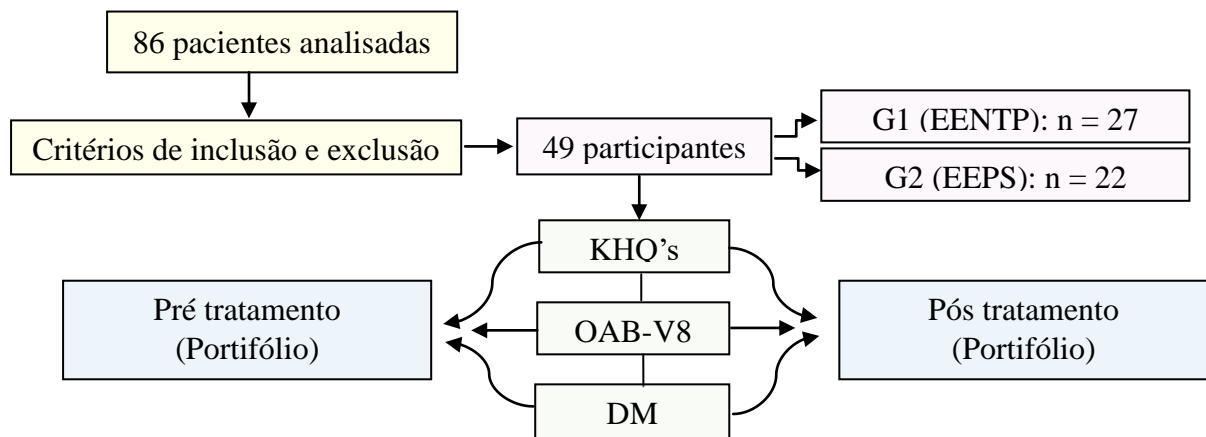 86 pacientes analisadas
Critérios de inclusão e exclusão
49 participantes
G1 (EENTP): n = 27
G2 (EEPS): n = 22
KHQ's
Pré tratamento
(Portifólio)
OAB-V8
Pós tratamento
(Portifólio)
DM